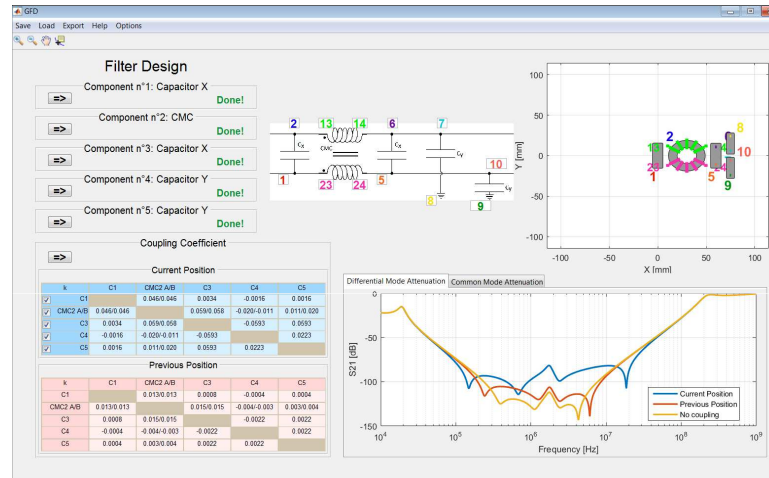 GFD
Save Load Export Help Options
Filter Design
Component n°1: Capacitor X
=>
Done!
Component n°2: CMC
=>
Done!
Component n°3: Capacitor X
=>
Done!
Component n°4: Capacitor Y
=>
Done!
Component n°5: Capacitor Y
=>
Done!
2 13 14 6 7
Cx CMC Cx Cy
10
1 23 24 5
Cy
8 9
100
50
0
-50
-100
Y [mm]
-100 -50 0 50 100
X [mm]
2 6 8
10
1 5 9
24
Coupling Coefficient
=>
Current Position
k C1 CMC2 A/B C3 C4 C5
C1 0.046/0.046 0.0034 -0.0016 0.0016
CMC2 A/B 0.046/0.046 0.059/0.058 -0.020/-0.011 0.011/0.020
C3 0.0034 0.059/0.058 -0.0593 0.0593
C4 -0.0016 -0.020/-0.011 -0.0593 0.0223
C5 0.0016 0.011/0.020 0.0593 0.0223
Previous Position
k C1 CMC2 A/B C3 C4 C5
C1 0.013/0.013 0.0008 -0.0004 0.0004
CMC2 A/B 0.013/0.013 0.015/0.015 -0.004/-0.003 0.003/0.004
C3 0.0008 0.015/0.015 -0.0022 0.0022
C4 -0.0004 -0.004/-0.003 -0.0022 0.0022
C5 0.0004 0.003/0.004 0.0022 0.0022
Differential Mode Attenuation Common Mode Attenuation
0
-50
-100
-150
S21 [dB]
Current Position
Previous Position
No coupling
10⁴ 10⁵ 10⁶ 10⁷ 10⁸ 10⁹
Frequency [Hz]